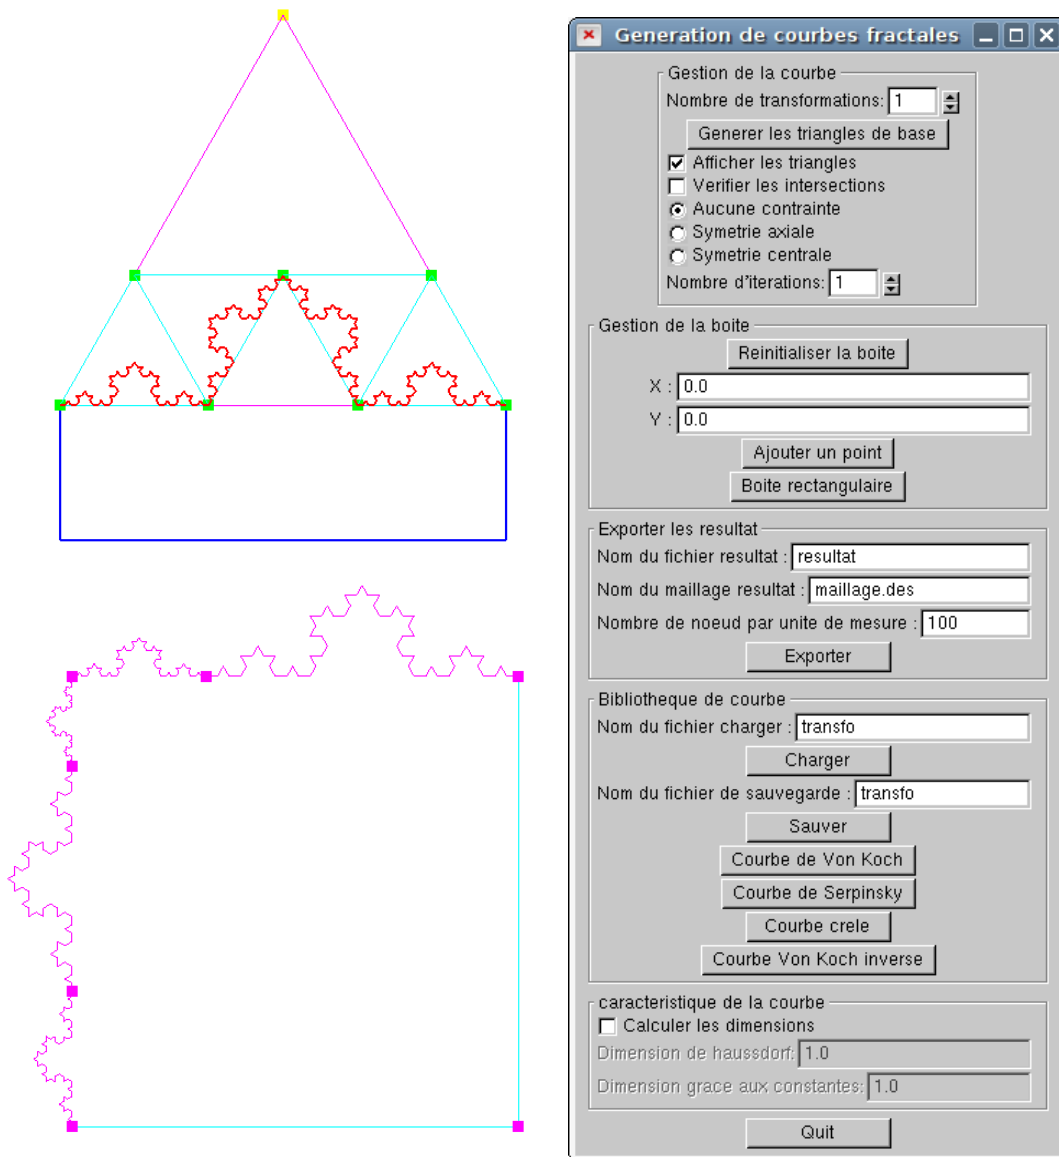 Generation de courbes fractales
Gestion de la courbe
Nombre de transformations: 1
Generer les triangles de base
Afficher les triangles
Verifier les intersections
Aucune contrainte
Symetrie axiale
Symetrie centrale
Nombre d'iterations: 1
Gestion de la boite
Reinitialiser la boite
X : 0.0
Y : 0.0
Ajouter un point
Boite rectangulaire
Exporter les resultat
Nom du fichier resultat : resultat
Nom du maillage resultat : maillage.des
Nombre de noeud par unite de mesure : 100
Exporter
Bibliotheque de courbe
Nom du fichier charger : transfo
Charger
Nom du fichier de sauvegarde : transfo
Sauver
Courbe de Von Koch
Courbe de Serpinsky
Courbe crele
Courbe Von Koch inverse
caracteristique de la courbe
Calculer les dimensions
Dimension de haussdorf: 1.0
Dimension grace aux constantes: 1.0
Quit